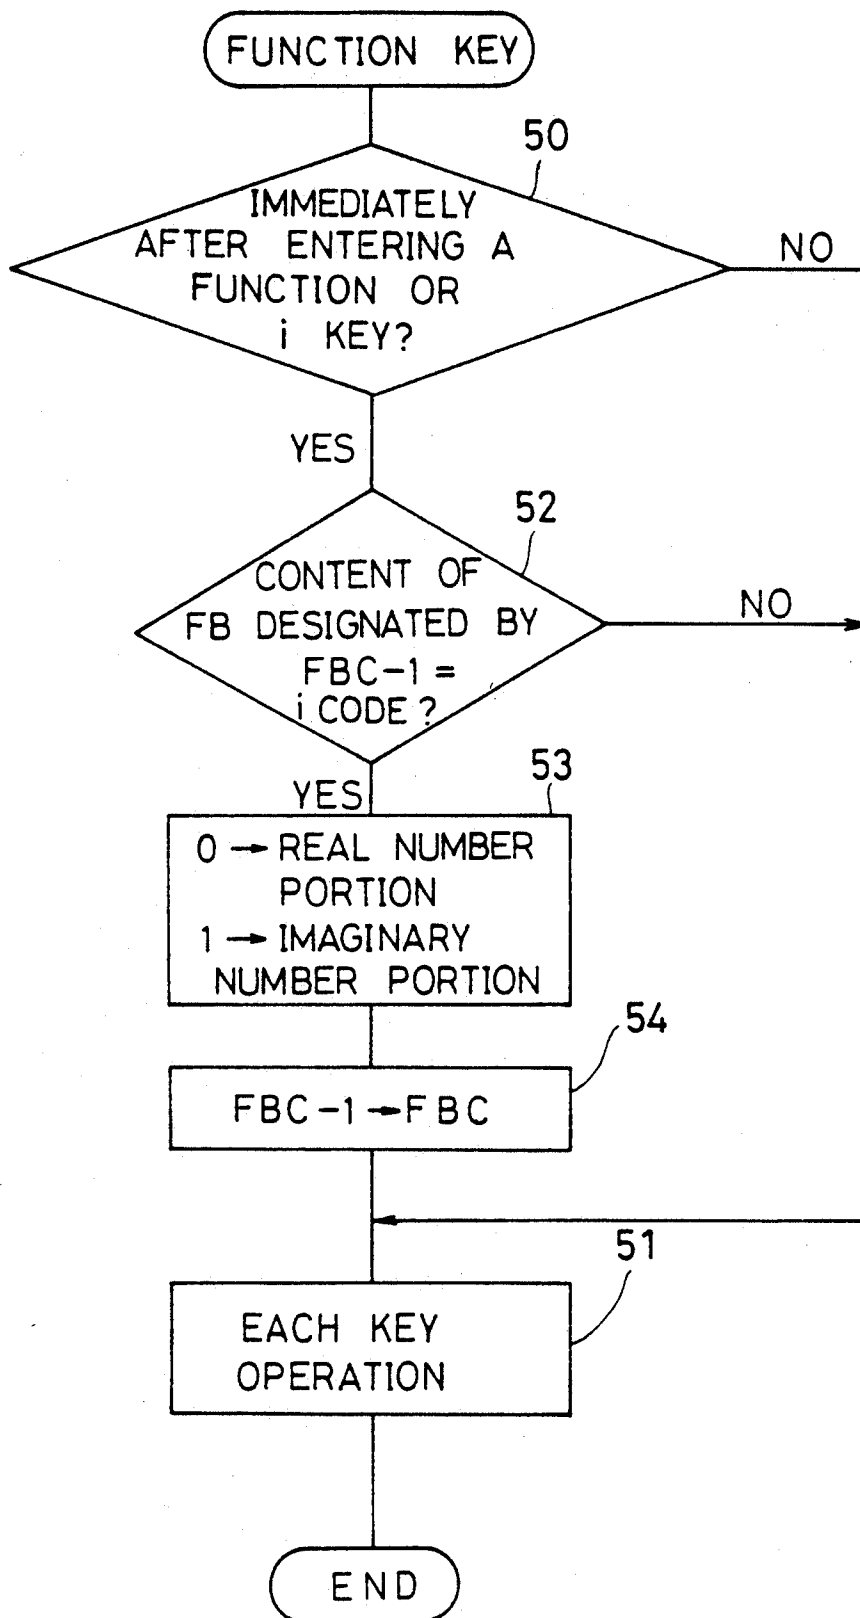 FUNCTION KEY
50
IMMEDIATELY
AFTER ENTERING A
FUNCTION OR
i KEY?
NO
YES
52
CONTENT OF
FB DESIGNATED BY
FBC-1 =
i CODE?
NO
YES
53
0 → REAL NUMBER
PORTION
1 → IMAGINARY
NUMBER PORTION
54
FBC-1 → FBC
51
EACH KEY
OPERATION
END